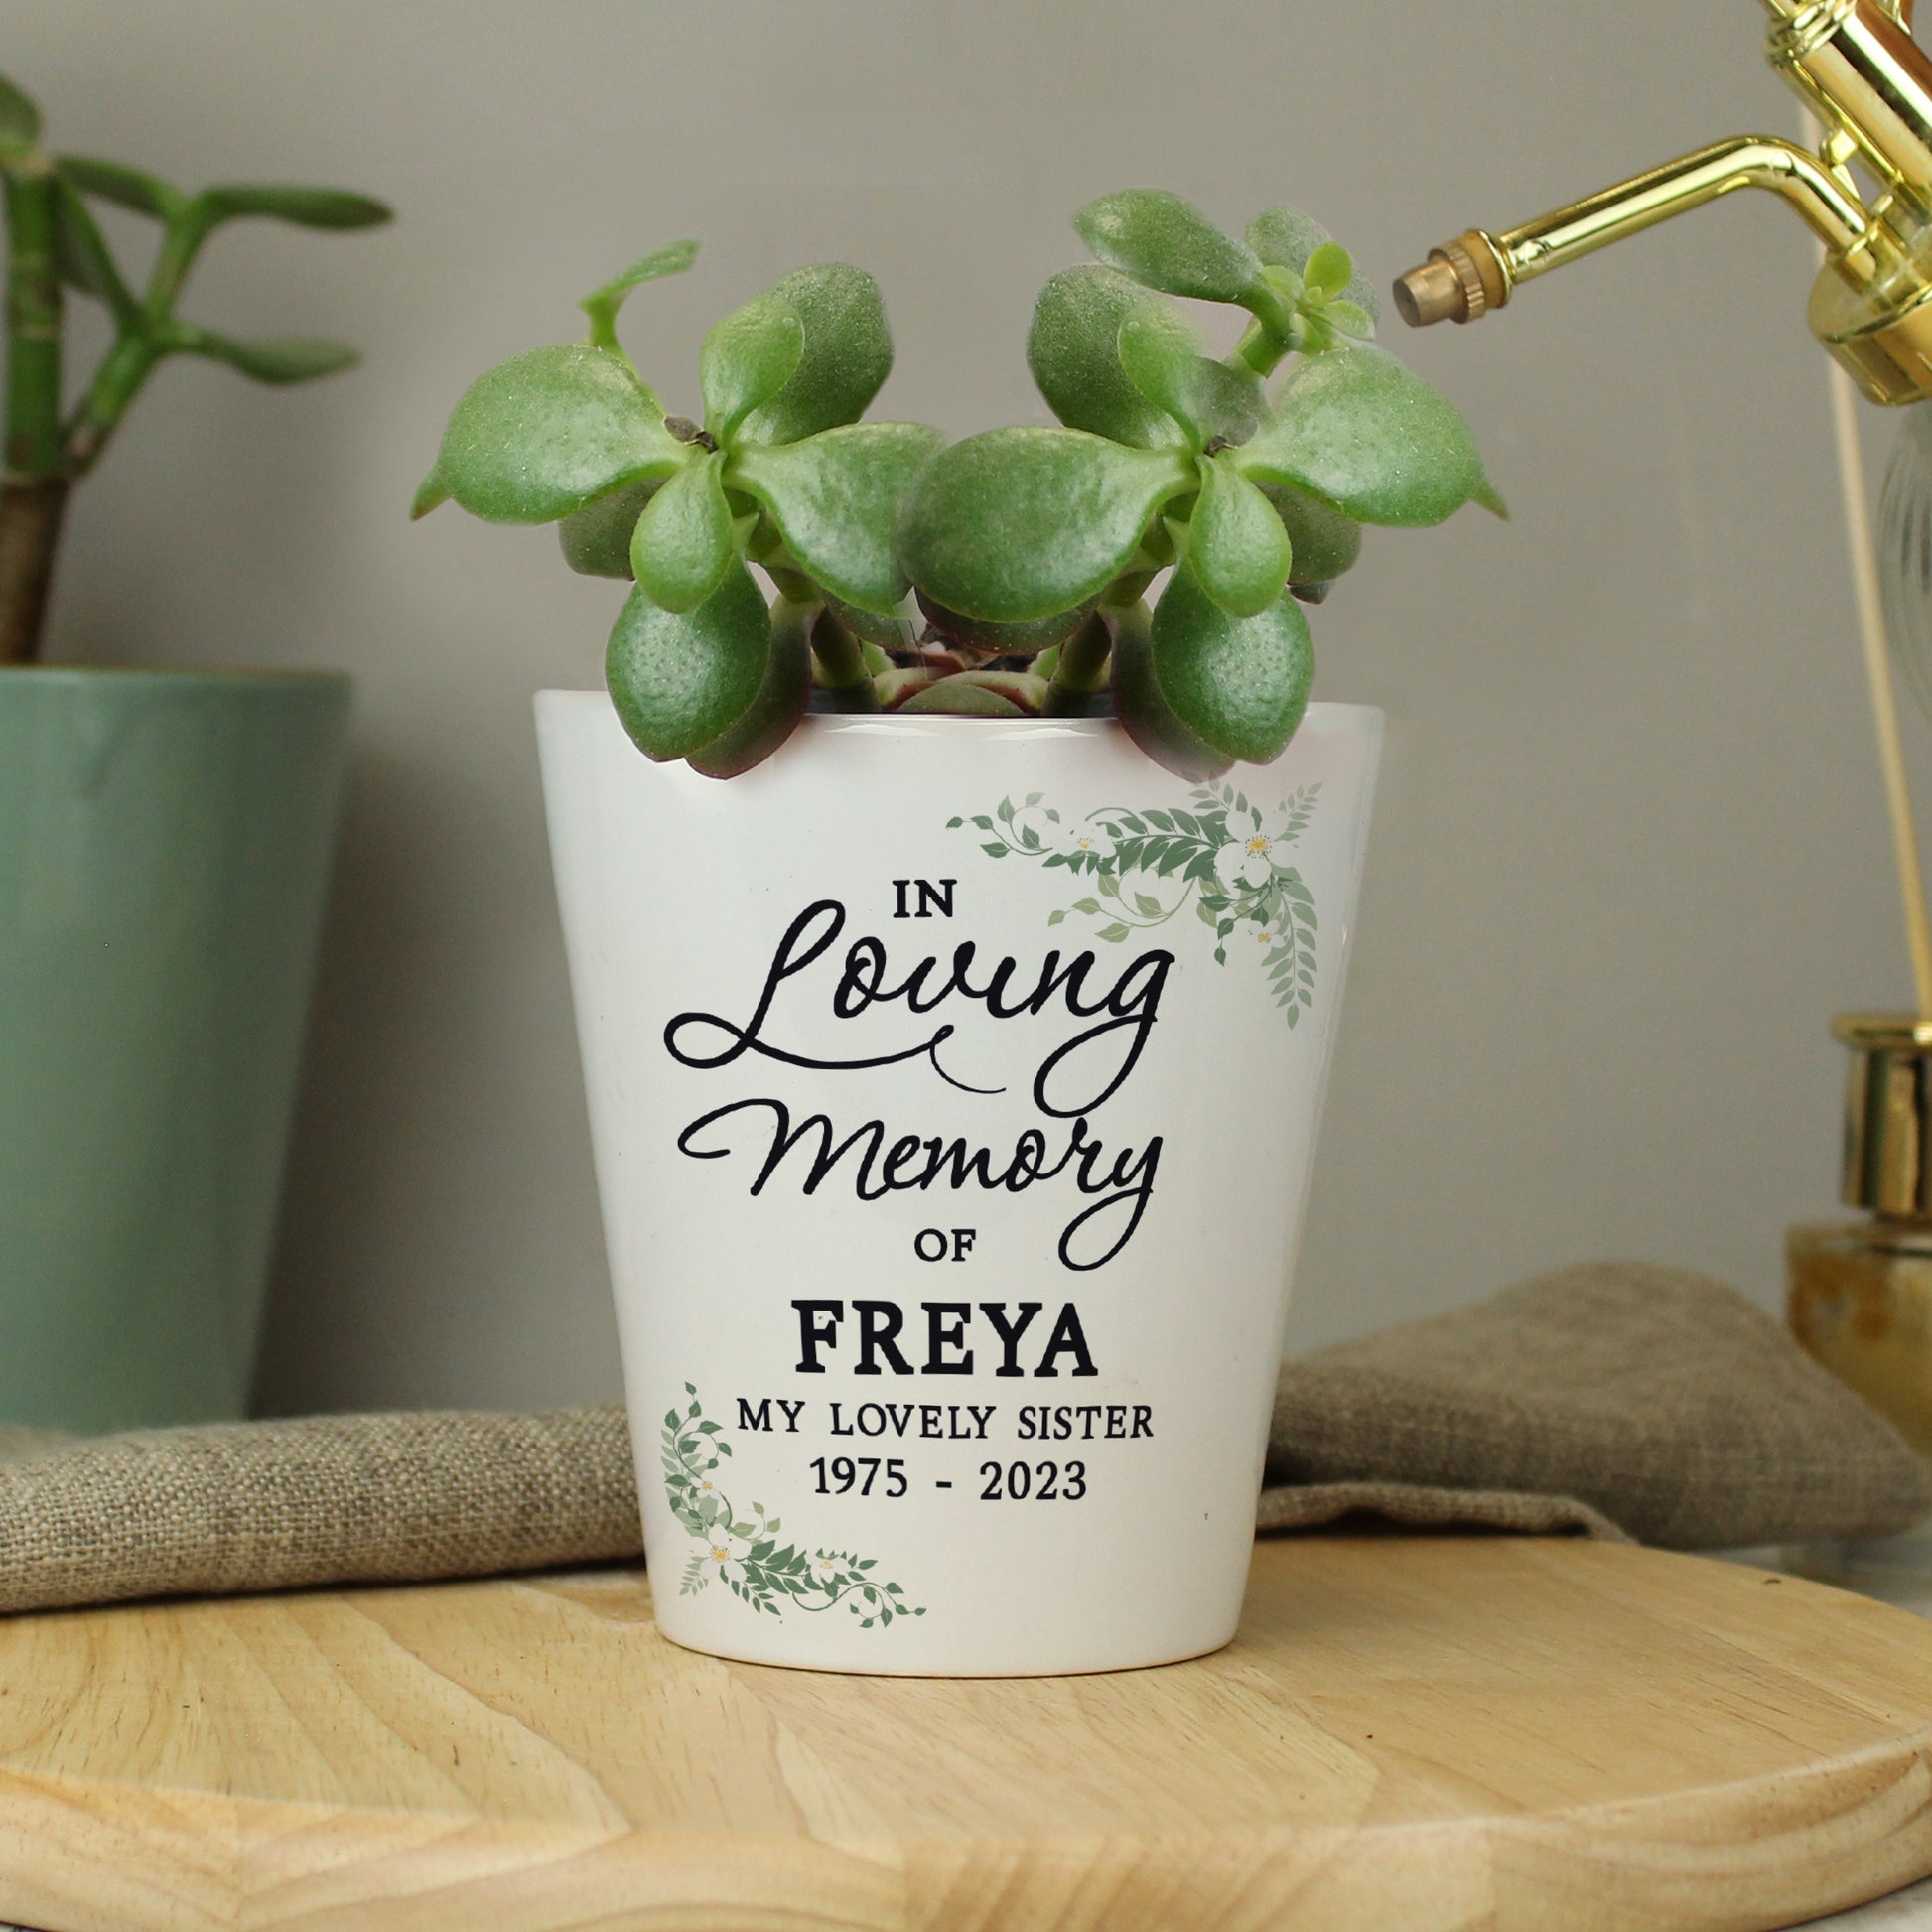 IN
Loving
Memory
OF
FREYA
MY LOVELY SISTER
1975 - 2023